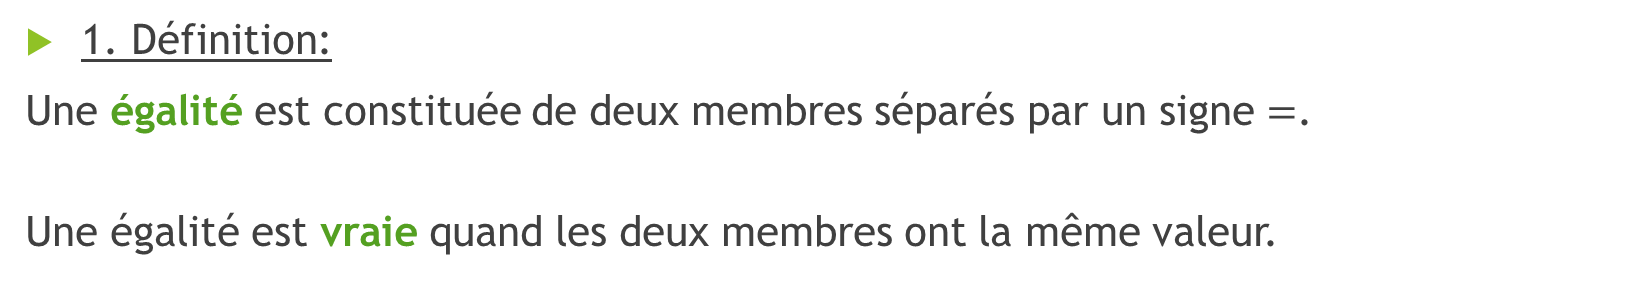 1. Définition:
Une égalité est constituée de deux membres séparés par un signe =.
Une égalité est vraie quand les deux membres ont la même valeur.